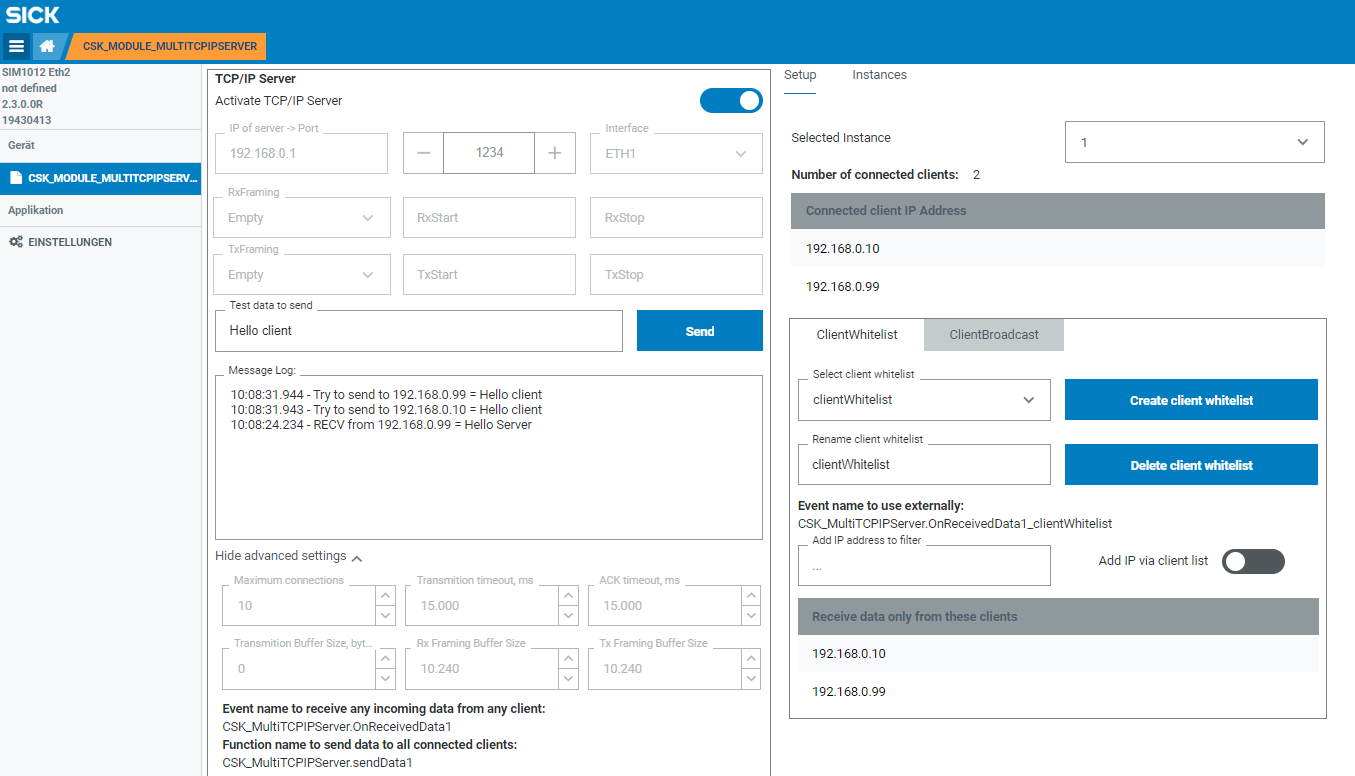 SICK
CSK_MODULE_MULTITCPIPSERVER
SIM1012 Eth2
not defined
2.3.0.0R
19430413
Gerät
CSK_MODULE_MULTITCPIPSERV...
Applikation
EINSTELLUNGEN
TCP/IP Server
Activate TCP/IP Server
IP of server -> Port
192.168.0.1
1234
Interface
ETH1
RxFraming
Empty
RxStart
RxStop
TxFraming
Empty
TxStart
TxStop
Test data to send
Hello client
Send
Message Log:
10:08:31.944 - Try to send to 192.168.0.99 = Hello client
10:08:31.943 - Try to send to 192.168.0.10 = Hello client
10:08:24.234 - RECV from 192.168.0.99 = Hello Server
Hide advanced settings
Maximum connections
10
Transmition timeout, ms
15.000
ACK timeout, ms
15.000
Transmition Buffer Size, byt...
0
Rx Framing Buffer Size
10.240
Tx Framing Buffer Size
10.240
Event name to receive any incoming data from any client:
CSK_MultiTCPIPServer.OnReceivedData1
Function name to send data to all connected clients:
CSK_MultiTCPIPServer.sendData1
Setup
Instances
Selected Instance
1
Number of connected clients: 2
Connected client IP Address
192.168.0.10
192.168.0.99
ClientWhitelist
ClientBroadcast
Select client whitelist
clientWhitelist
Create client whitelist
Rename client whitelist
clientWhitelist
Delete client whitelist
Event name to use externally:
CSK_MultiTCPIPServer.OnReceivedData1_clientWhitelist
Add IP address to filter
...
Add IP via client list
Receive data only from these clients
192.168.0.10
192.168.0.99